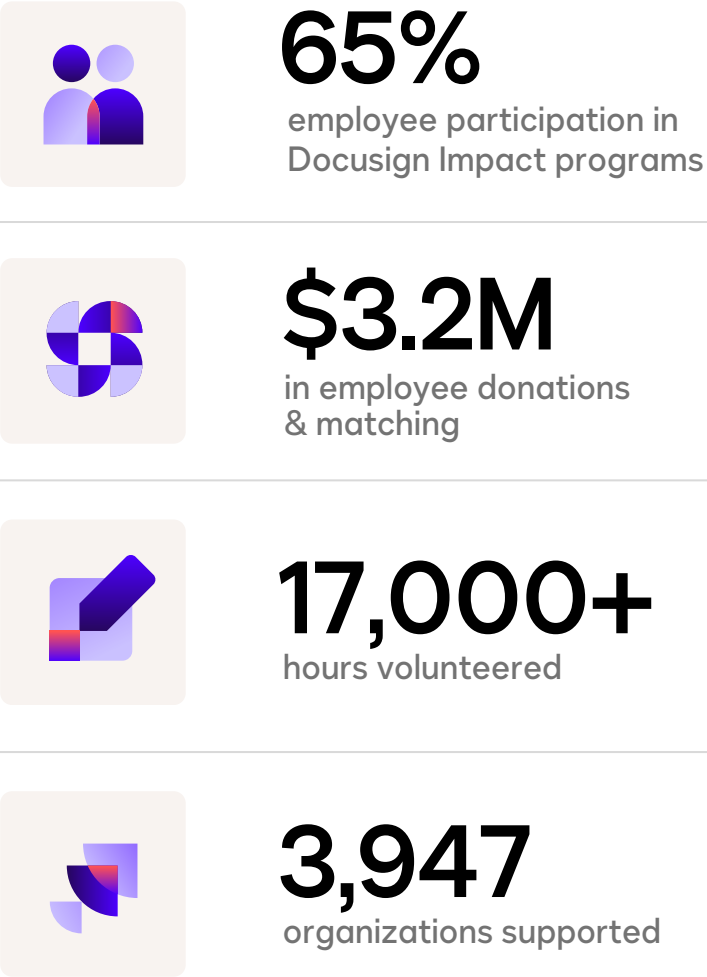 65%
employee participation in
Docusign Impact programs
$3.2M
in employee donations
& matching
17,000+
hours volunteered
3,947
organizations supported